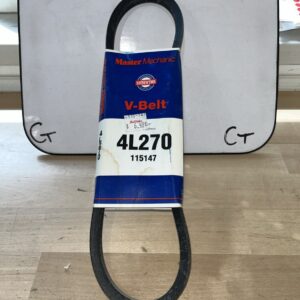 Master Mechanic
V-Belt
4L270
115147
CT
CT